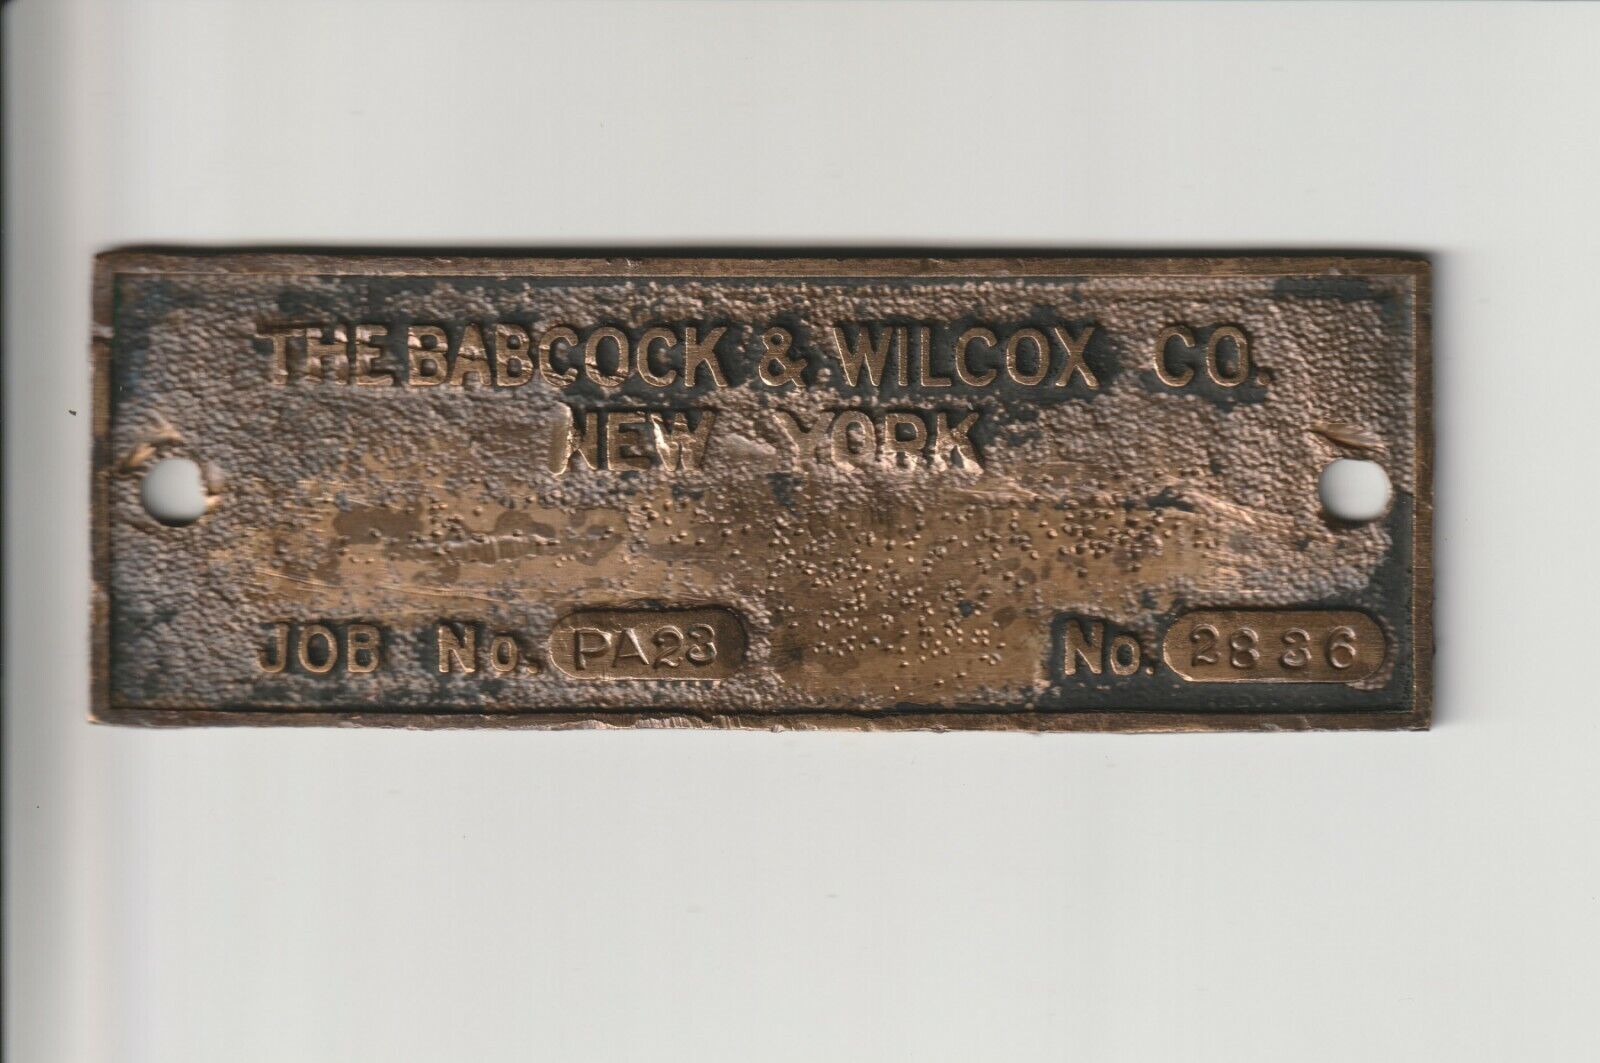 THE BABCOCK & WILCOX CO.
NEW YORK
JOB No. PA23 No. 2836